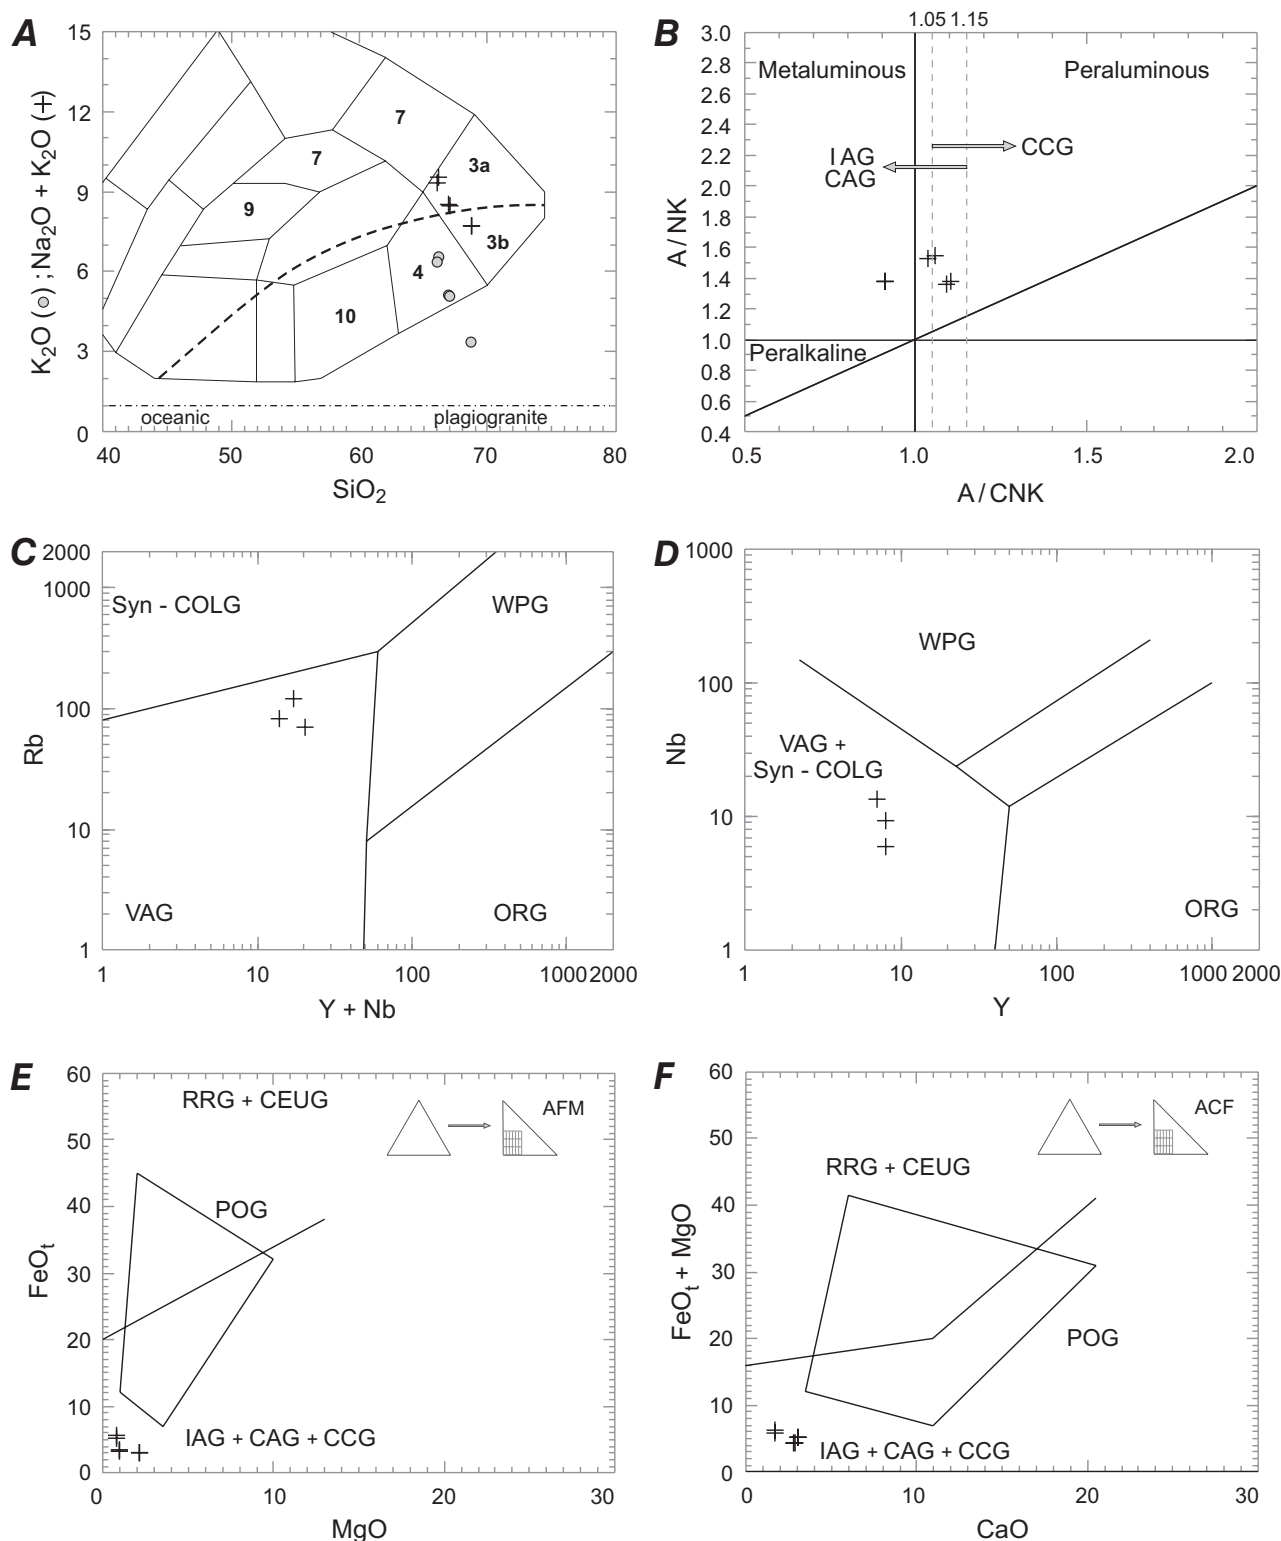 A
15
12
9
6
3
0
40
50
60
70
80
K2O ( ) ; Na2O + K2O (+)
SiO2
7
7
3a
9
3b
4
10
oceanic
plagiogranite
B
1.05 1.15
3.0
2.8
2.6
2.4
2.2
2.0
1.8
1.6
1.4
1.2
1.0
0.8
0.6
0.4
0.5
1.0
1.5
2.0
A/NK
A/CNK
Metaluminous
Peraluminous
IAG
CAG
CCG
Peralkaline
C
2000
1000
100
10
1
1
10
100
1000 2000
Rb
Y + Nb
Syn - COLG
WPG
VAG
ORG
D
1000
100
10
1
1
10
100
1000 2000
Nb
Y
WPG
VAG +
Syn - COLG
ORG
E
60
50
40
30
20
10
0
0
10
20
30
FeOt
MgO
RRG + CEUG
AFM
POG
IAG + CAG + CCG
F
60
50
40
30
20
10
0
0
10
20
30
FeOt + MgO
CaO
ACF
RRG + CEUG
POG
IAG + CAG + CCG